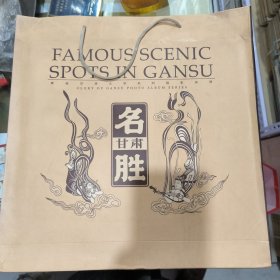 FAMOUS SCENIC
SPOTS IN GANSU
GLORY OF GANSU PHOTO ALBUM SERIES
名
甘肃
胜